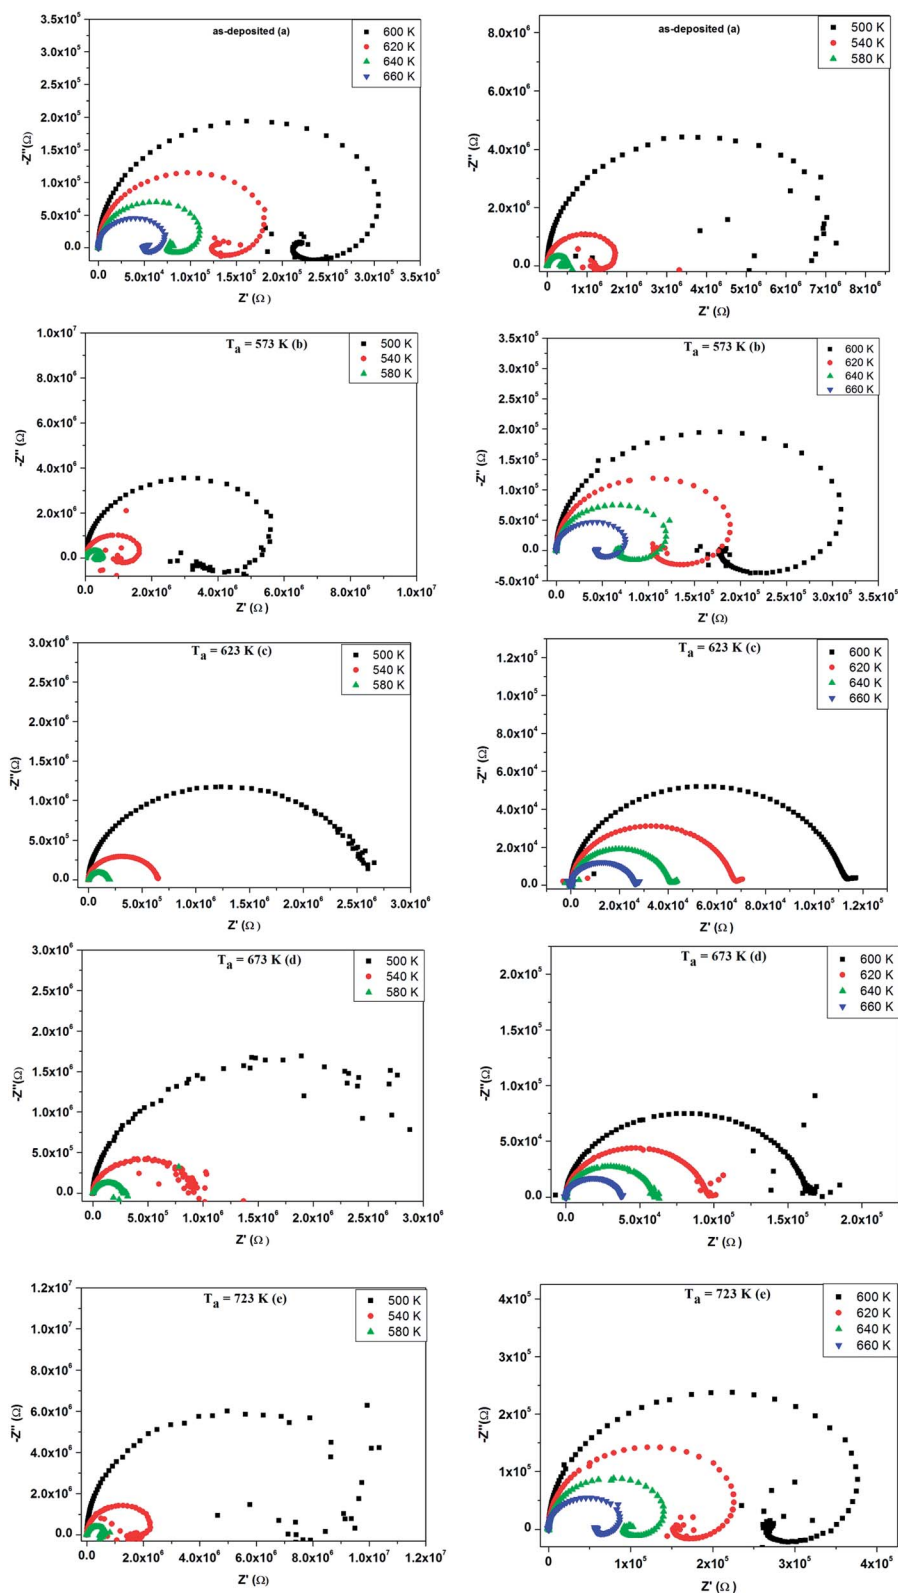 as-deposited (a)
600 K
620 K
640 K
660 K
-Z"(Ω)
3.5x10⁵
3.0x10⁵
2.5x10⁵
2.0x10⁵
1.5x10⁵
1.0x10⁵
5.0x10⁴
0.0
0.0 5.0x10⁴ 1.0x10⁵ 1.5x10⁵ 2.0x10⁵ 2.5x10⁵ 3.0x10⁵ 3.5x10⁵
Z' (Ω)
as-deposited (a)
500 K
540 K
580 K
-Z" (Ω)
8.0x10⁶
6.0x10⁶
4.0x10⁶
2.0x10⁶
0.0
0 1x10⁶ 2x10⁶ 3x10⁶ 4x10⁶ 5x10⁶ 6x10⁶ 7x10⁶ 8x10⁶
Z' (Ω)
Tₐ = 573 K (b)
500 K
540 K
580 K
-Z" (Ω)
1.0x10⁷
8.0x10⁶
6.0x10⁶
4.0x10⁶
2.0x10⁶
0.0
0.0 2.0x10⁶ 4.0x10⁶ 6.0x10⁶ 8.0x10⁶ 1.0x10⁷
Z' (Ω)
Tₐ = 573 K (b)
600 K
620 K
640 K
660 K
-Z" (Ω)
3.5x10⁵
3.0x10⁵
2.5x10⁵
2.0x10⁵
1.5x10⁵
1.0x10⁵
5.0x10⁴
0.0
-5.0x10⁴
0.0 5.0x10⁴ 1.0x10⁵ 1.5x10⁵ 2.0x10⁵ 2.5x10⁵ 3.0x10⁵ 3.5x10⁵
Z' (Ω)
Tₐ = 623 K (c)
500 K
540 K
580 K
-Z"(Ω)
3.0x10⁶
2.5x10⁶
2.0x10⁶
1.5x10⁶
1.0x10⁶
5.0x10⁵
0.0
0.0 5.0x10⁵ 1.0x10⁶ 1.5x10⁶ 2.0x10⁶ 2.5x10⁶ 3.0x10⁶
Z' (Ω)
Tₐ = 623 K (c)
600 K
620 K
640 K
660 K
-Z" (Ω)
1.2x10⁵
1.0x10⁵
8.0x10⁴
6.0x10⁴
4.0x10⁴
2.0x10⁴
0.0
0.0 2.0x10⁴ 4.0x10⁴ 6.0x10⁴ 8.0x10⁴ 1.0x10⁵ 1.2x10⁵
Z' (Ω)
Tₐ = 673 K (d)
500 K
540 K
580 K
-Z"(Ω)
3.0x10⁶
2.5x10⁶
2.0x10⁶
1.5x10⁶
1.0x10⁶
5.0x10⁵
0.0
0.0 5.0x10⁵ 1.0x10⁶ 1.5x10⁶ 2.0x10⁶ 2.5x10⁶ 3.0x10⁶
Z' (Ω)
Tₐ = 673 K (d)
600 K
620 K
640 K
660 K
-Z"(Ω)
2.0x10⁵
1.5x10⁵
1.0x10⁵
5.0x10⁴
0.0
0.0 5.0x10⁴ 1.0x10⁵ 1.5x10⁵ 2.0x10⁵
Z' (Ω)
Tₐ = 723 K (e)
500 K
540 K
580 K
-Z" (Ω)
1.2x10⁷
1.0x10⁷
8.0x10⁶
6.0x10⁶
4.0x10⁶
2.0x10⁶
0.0
0.0 2.0x10⁶ 4.0x10⁶ 6.0x10⁶ 8.0x10⁶ 1.0x10⁷ 1.2x10⁷
Z' (Ω)
Tₐ = 723 K (e)
600 K
620 K
640 K
660 K
-Z"(Ω)
4x10⁵
3x10⁵
2x10⁵
1x10⁵
0
0 1x10⁵ 2x10⁵ 3x10⁵ 4x10⁵
Z' (Ω)